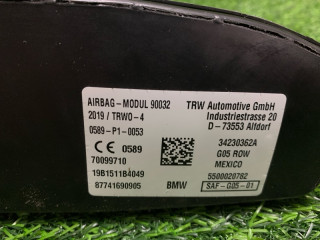 AIRBAG-MODUL 90032
2019 / TRWO-4
0589-P1-0053
CE 0589
70099710
19B1511B4049
87741690905
TRW Automotive GmbH
Industriestrasse 20
D-73553 Alfdorf
34230362A
G05 ROW
MEXICO
5500020782
BMW
SAF-G05-01